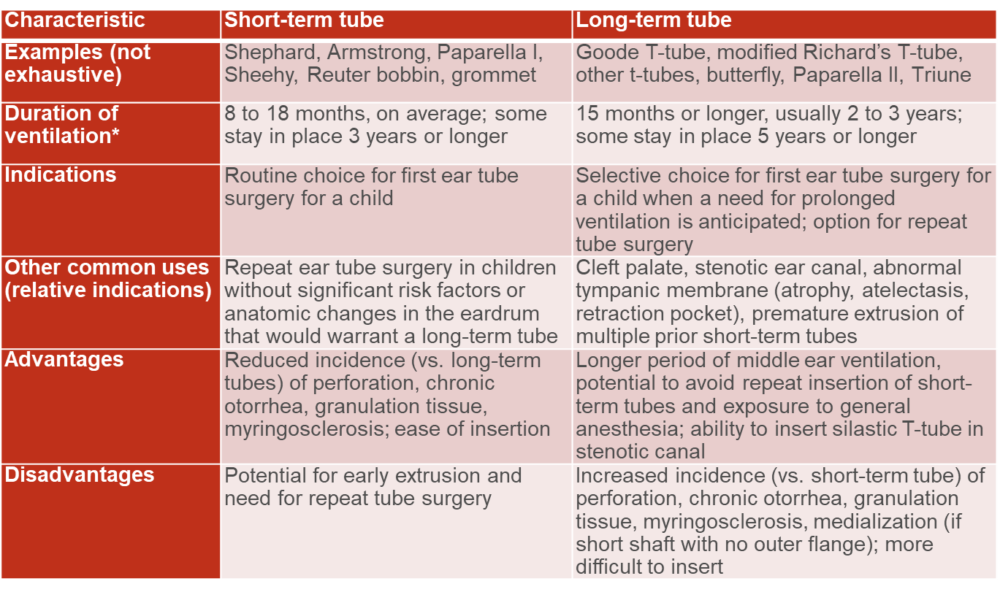 Characteristic
Short-term tube
Long-term tube
Examples (not
exhaustive)
Shephard, Armstrong, Paparella I,
Sheehy, Reuter bobbin, grommet
Goode T-tube, modified Richard’s T-tube,
other t-tubes, butterfly, Paparella II, Triune
Duration of
ventilation*
8 to 18 months, on average; some
stay in place 3 years or longer
15 months or longer, usually 2 to 3 years;
some stay in place 5 years or longer
Indications
Routine choice for first ear tube
surgery for a child
Selective choice for first ear tube surgery for
a child when a need for prolonged
ventilation is anticipated; option for repeat
tube surgery
Other common uses
(relative indications)
Repeat ear tube surgery in children
without significant risk factors or
anatomic changes in the eardrum
that would warrant a long-term tube
Cleft palate, stenotic ear canal, abnormal
tympanic membrane (atrophy, atelectasis,
retraction pocket), premature extrusion of
multiple prior short-term tubes
Advantages
Reduced incidence (vs. long-term
tubes) of perforation, chronic
otorrhea, granulation tissue,
myringosclerosis; ease of insertion
Longer period of middle ear ventilation,
potential to avoid repeat insertion of short-
term tubes and exposure to general
anesthesia; ability to insert silastic T-tube in
stenotic canal
Disadvantages
Potential for early extrusion and
need for repeat tube surgery
Increased incidence (vs. short-term tube) of
perforation, chronic otorrhea, granulation
tissue, myringosclerosis, medialization (if
short shaft with no outer flange); more
difficult to insert